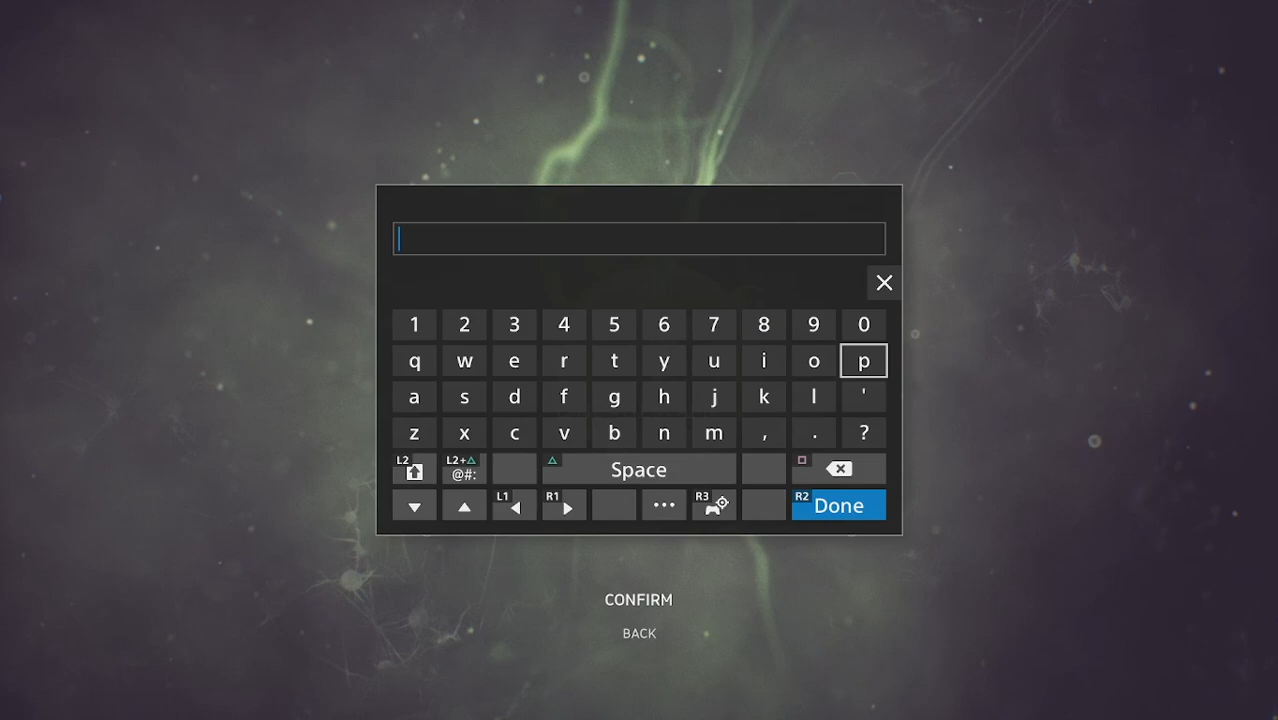 1 2 3 4 5 6 7 8 9 0
q w e r t y u i o p
a s d f g h j k l '
z x c v b n m , . ?
L2 L2+△ @#: △ Space □
L1 R1 ... R3 R2 Done
CONFIRM
BACK